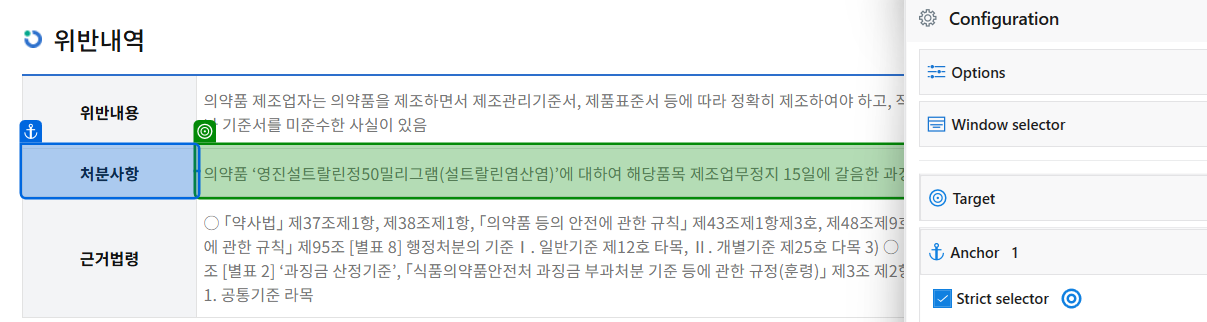 위반내역
위반내용
의약품 제조업자는 의약품을 제조하면서 제조관리기준서, 제품표준서 등에 따라 정확히 제조하여야 하고,
기준서를 미준수한 사실이 있음
처분사항
의약품 ‘영진설트랄린정50밀리그램(설트랄린염산염)’에 대하여 해당품목 제조업무정지 15일에 갈음한
근거법령
○ ｢약사법｣ 제37조제1항, 제38조제1항, ｢의약품 등의 안전에 관한 규칙｣ 제43조제1항제3호, 제48조제9호
에 관한 규칙｣ 제95조 [별표 8] 행정처분의 기준 Ⅰ. 일반기준 제12호 타목, Ⅱ. 개별기준 제25호 다목 3) ○
조 [별표 2] ‘과징금 산정기준’, ｢식품의약품안전처 과징금 부과처분 기준 등에 관한 규정(훈령)｣ 제3조 제2항
1. 공통기준 라목
Configuration
Options
Window selector
Target
Anchor 1
Strict selector